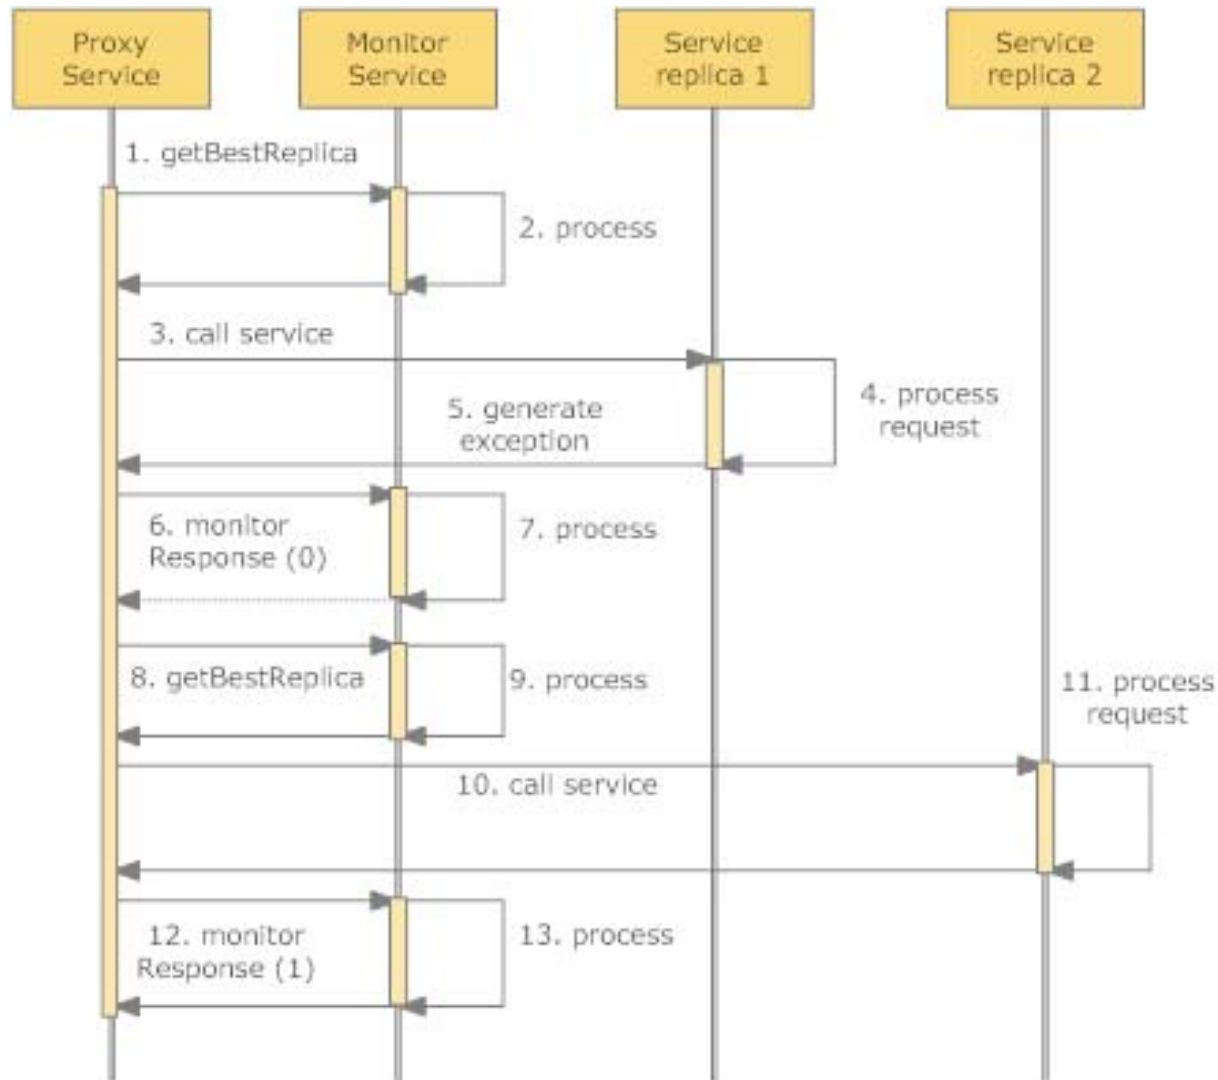 Proxy
Service
Monitor
Service
Service
replica 1
Service
replica 2
1. getBestReplica
2. process
3. call service
4. process
request
5. generate
exception
6. monitor
Response (0)
7. process
8. getBestReplica
9. process
10. call service
11. process
request
12. monitor
Response (1)
13. process